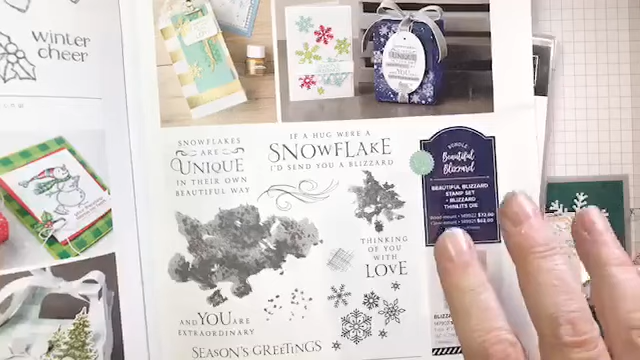 winter
cheer
SNOWFLAKES
ARE
UNIQUE
IN THEIR OWN
BEAUTIFUL WAY
IF A HUG WERE A
SNOWFLAKE
I'D SEND YOU A BLIZZARD
BUNDLE
Beautiful
Blizzard
BEAUTIFUL BLIZZARD
STAMP SET
+ BLIZZARD
THINLITS DIE
THINKING
OF YOU
WITH
LOVE
AND YOU ARE
EXTRAORDINARY
SEASON'S GREETINGS